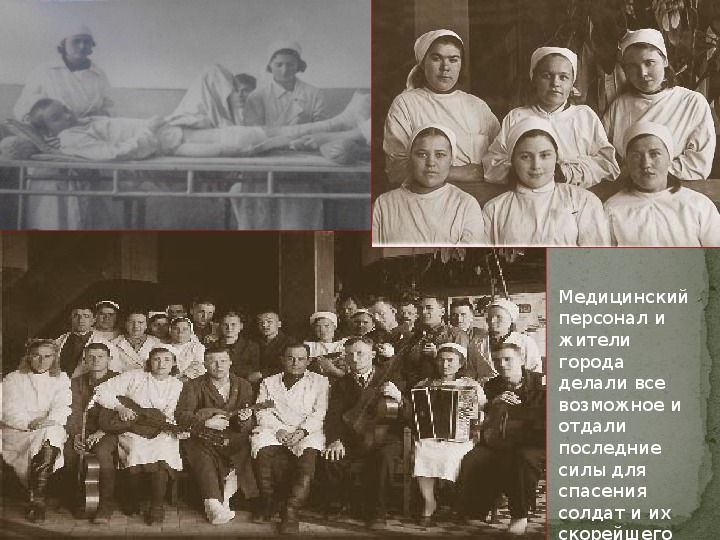 Медицинский
персонал и
жители
города
делали все
возможное и
отдали
последние
силы для
спасения
солдат и их
скорейшего